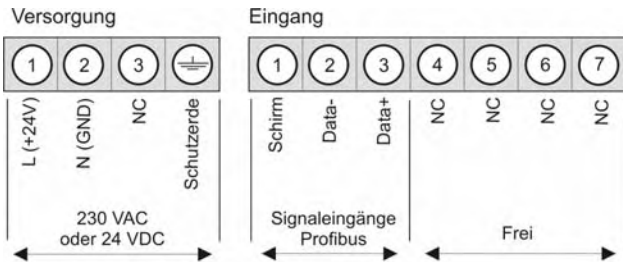 Versorgung
1 2 3
L (+24V)
N (GND)
NC
Schutzerde
230 VAC
oder 24 VDC
Eingang
1 2 3 4 5 6 7
Schirm
Data-
Data+
NC
NC
NC
NC
Signaleingänge
Profibus
Frei